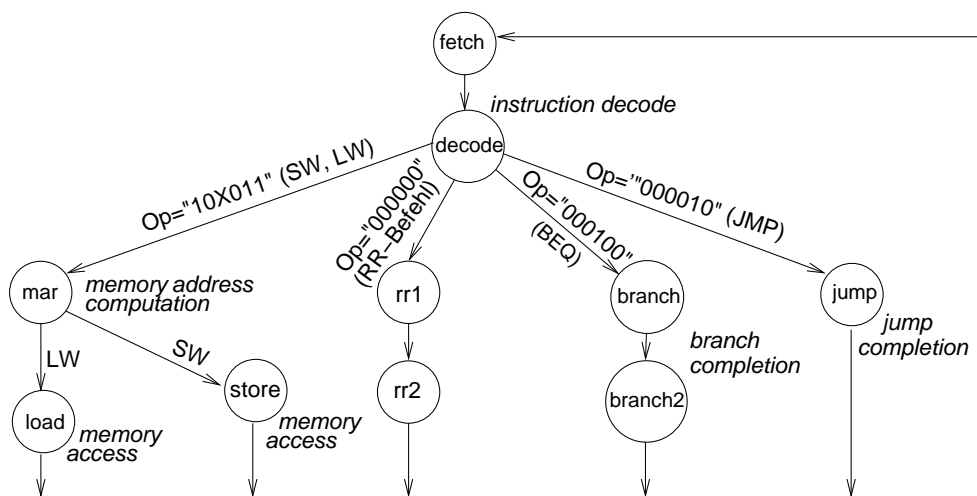 fetch
instruction decode
decode
Op="10X011" (SW, LW)
Op="000000"
(RR–Befehl)
Op="000100"
(BEQ)
Op='"000010" (JMP)
mar
memory address
computation
rr1
branch
jump
jump
completion
LW
SW
branch
completion
load
store
rr2
branch2
memory
access
memory
access